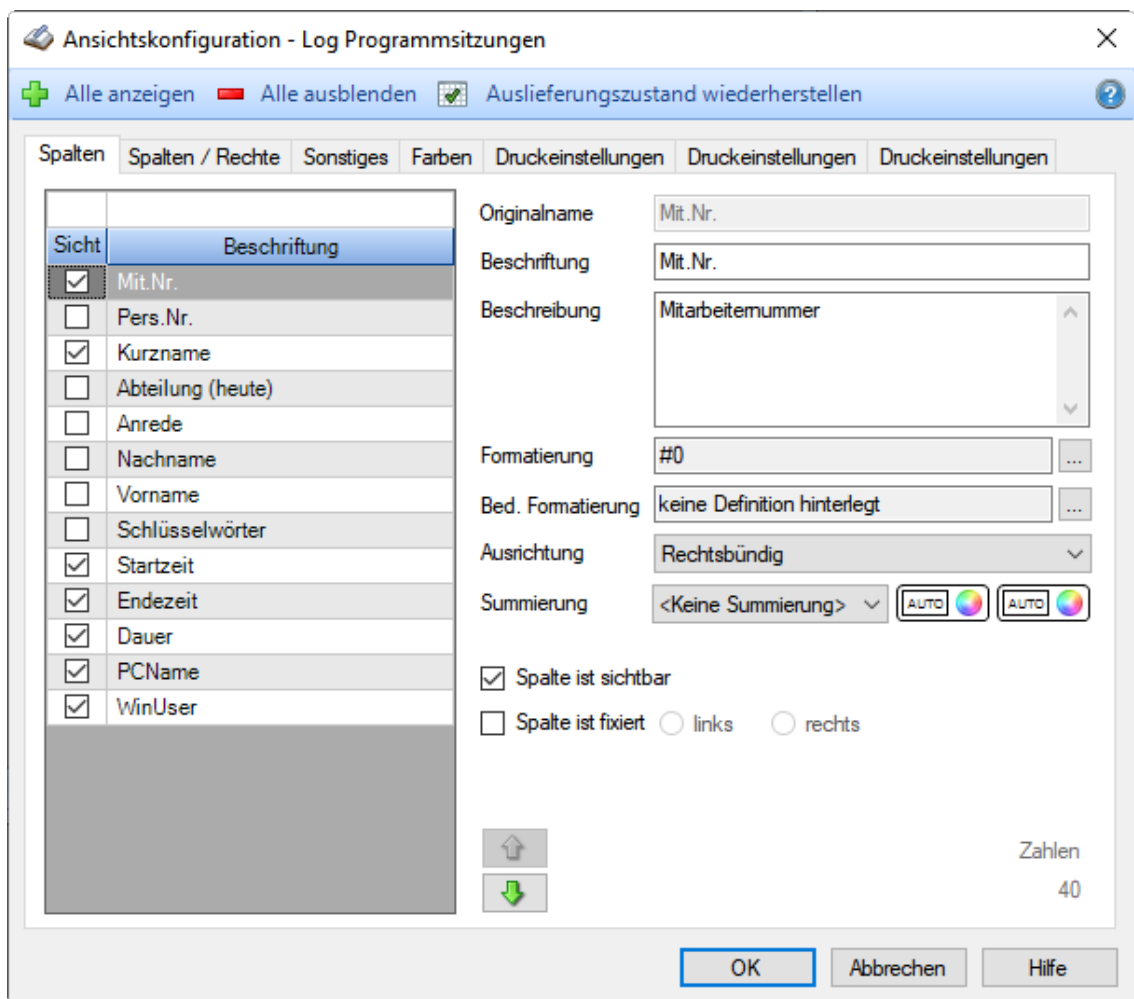 Ansichtskonfiguration - Log Programmsitzungen
Alle anzeigen Alle ausblenden Auslieferungszustand wiederherstellen
Spalten Spalten / Rechte Sonstiges Farben Druckeinstellungen Druckeinstellungen Druckeinstellungen
Sicht Beschriftung
Mit.Nr.
Pers.Nr.
Kurzname
Abteilung (heute)
Anrede
Nachname
Vorname
Schlüsselwörter
Startzeit
Endezeit
Dauer
PCName
WinUser
Originalname Mit.Nr.
Beschriftung Mit.Nr.
Beschreibung Mitarbeiternummer
Formatierung #0 ...
Bed. Formatierung keine Definition hinterlegt ...
Ausrichtung Rechtsbündig
Summierung <Keine Summierung> AUTO AUTO
Spalte ist sichtbar
Spalte ist fixiert links rechts
Zahlen
40
OK Abbrechen Hilfe